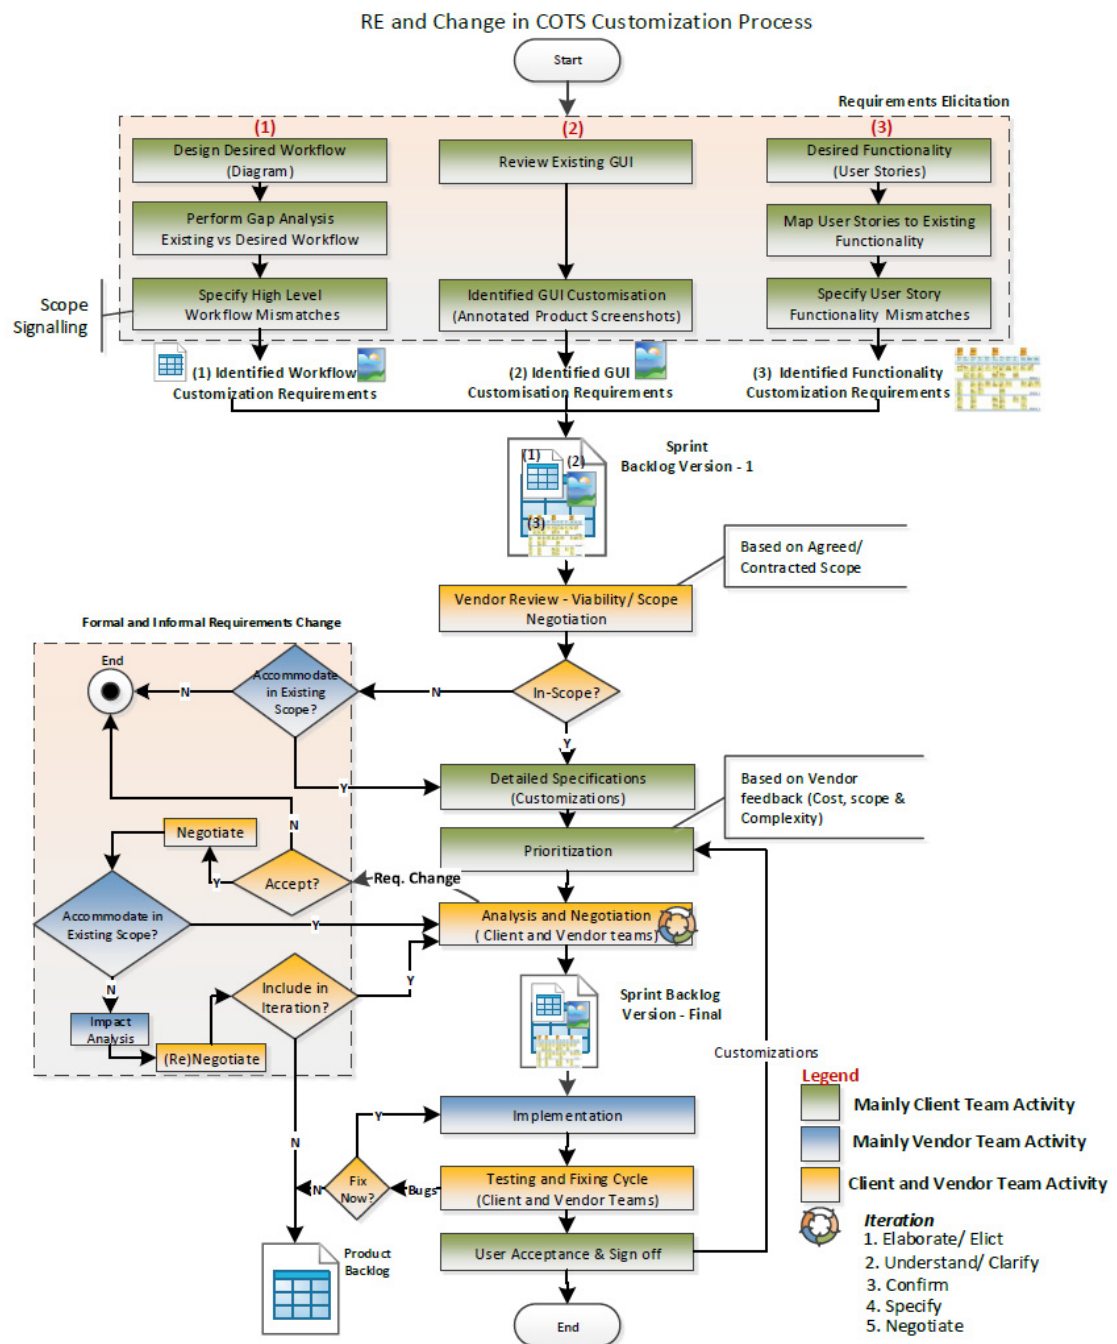 RE and Change in COTS Customization Process
Start
Requirements Elicitation
(1)
Design Desired Workflow
(Diagram)
Perform Gap Analysis
Existing vs Desired Workflow
Specify High Level
Workflow Mismatches
(2)
Review Existing GUI
Identified GUI Customisation
(Annotated Product Screenshots)
(3)
Desired Functionality
(User Stories)
Map User Stories to Existing
Functionality
Specify User Story
Functionality Mismatches
Scope
Signalling
(1) Identified Workflow
Customization Requirements
(2) Identified GUI
Customisation Requirements
(3) Identified Functionality
Customization Requirements
(1)
(2)
(3)
Sprint
Backlog Version - 1
Based on Agreed/
Contracted Scope
Vendor Review - Viability/ Scope
Negotiation
Formal and Informal Requirements Change
End
N
Accommodate
in Existing
Scope?
N
In-Scope?
Y
Y
Detailed Specifications
(Customizations)
Based on Vendor
feedback (Cost, scope &
Complexity)
Prioritization
N
Negotiate
Y
Accept?
Req. Change
Accommodate in
Existing Scope?
Y
Analysis and Negotiation
( Client and Vendor teams)
N
Include in
Iteration?
Y
Impact
Analysis
(Re)Negotiate
Sprint Backlog
Version - Final
Customizations
N
Y
Implementation
Fix
Now?
N
Bugs
Testing and Fixing Cycle
(Client and Vendor Teams)
User Acceptance & Sign off
Product
Backlog
End
Legend
Mainly Client Team Activity
Mainly Vendor Team Activity
Client and Vendor Team Activity
Iteration
1. Elaborate/ Elict
2. Understand/ Clarify
3. Confirm
4. Specify
5. Negotiate